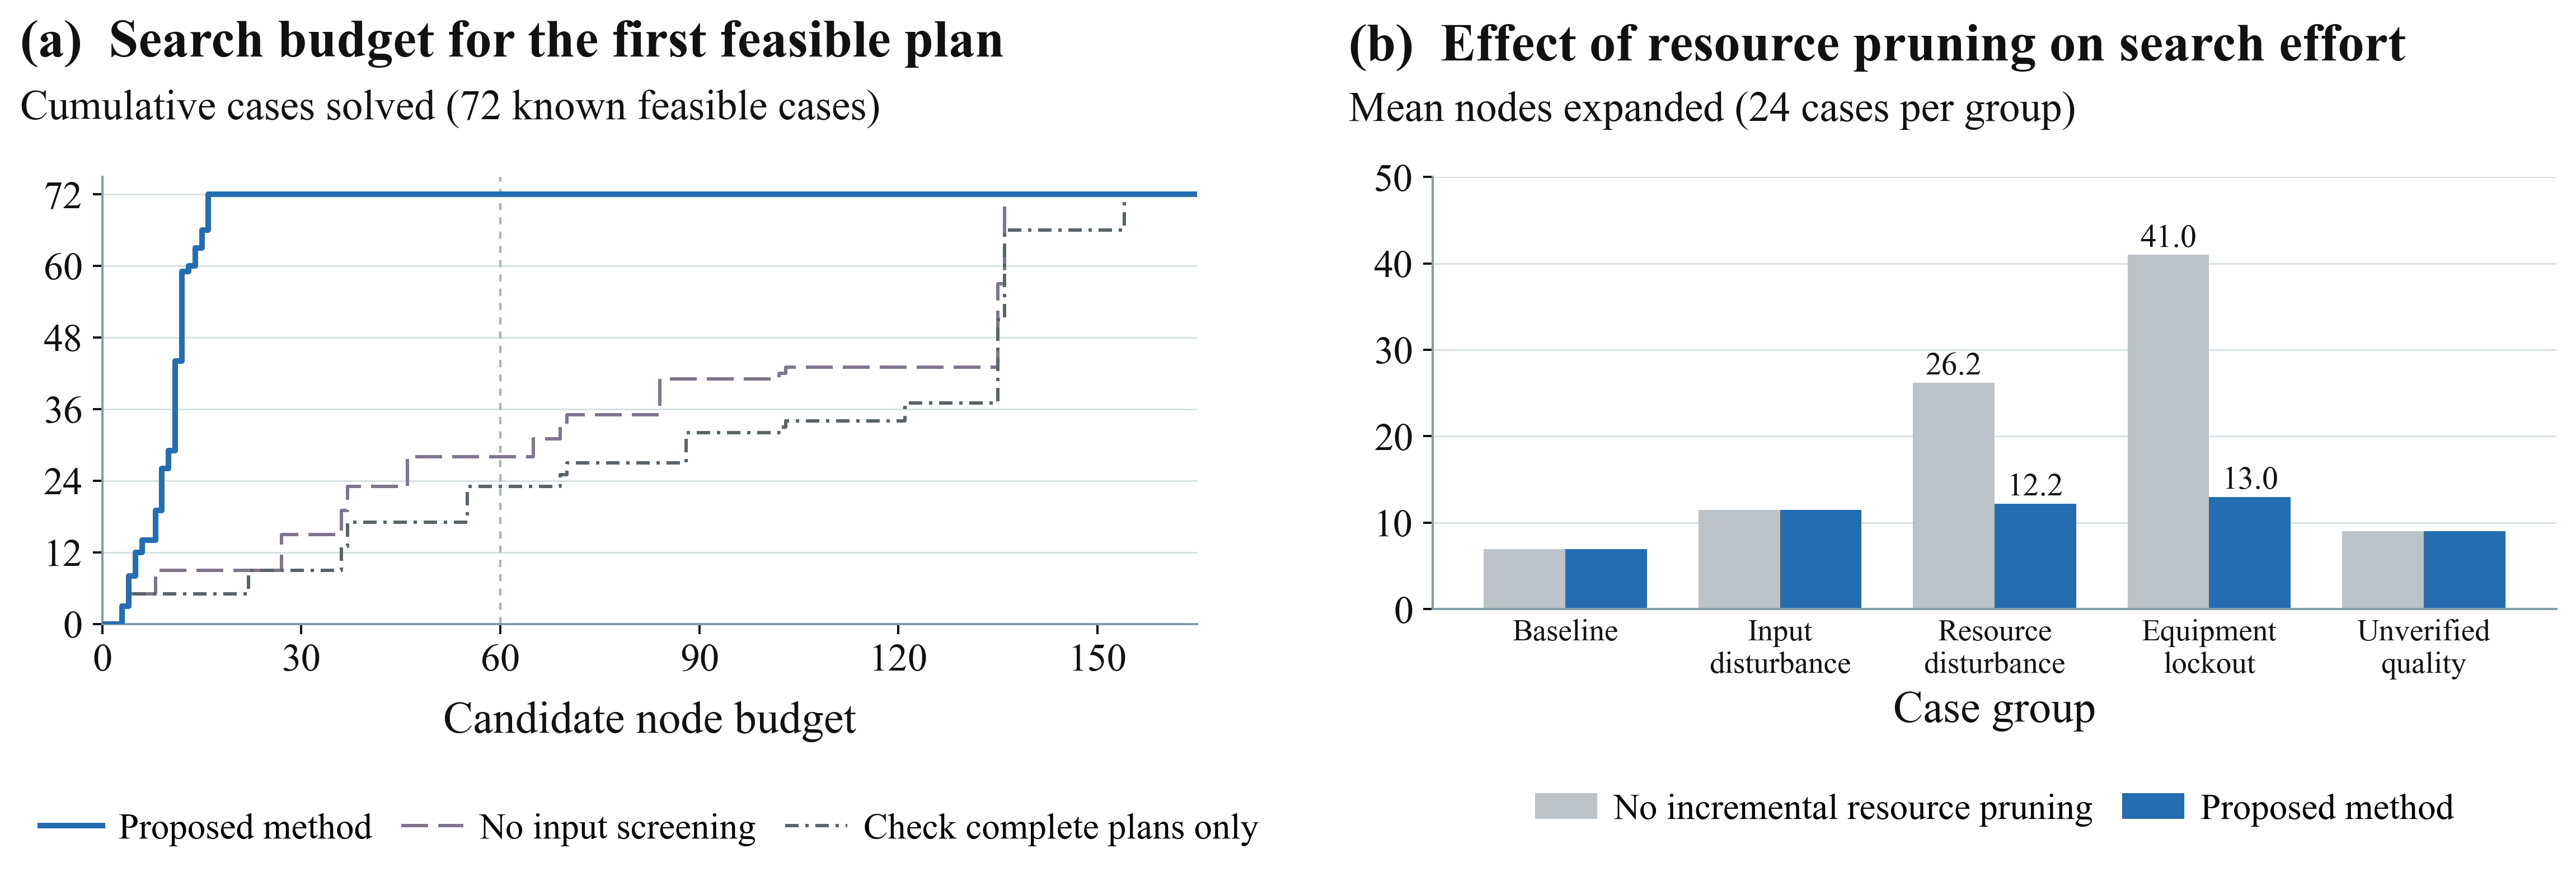 (a) Search budget for the first feasible plan
Cumulative cases solved (72 known feasible cases)
72
60
48
36
24
12
0
0 30 60 90 120 150
Candidate node budget
Proposed method No input screening Check complete plans only
(b) Effect of resource pruning on search effort
Mean nodes expanded (24 cases per group)
50
40
30
20
10
0
41.0
26.2
12.2
13.0
Baseline
Input
disturbance
Resource
disturbance
Equipment
lockout
Unverified
quality
Case group
No incremental resource pruning Proposed method